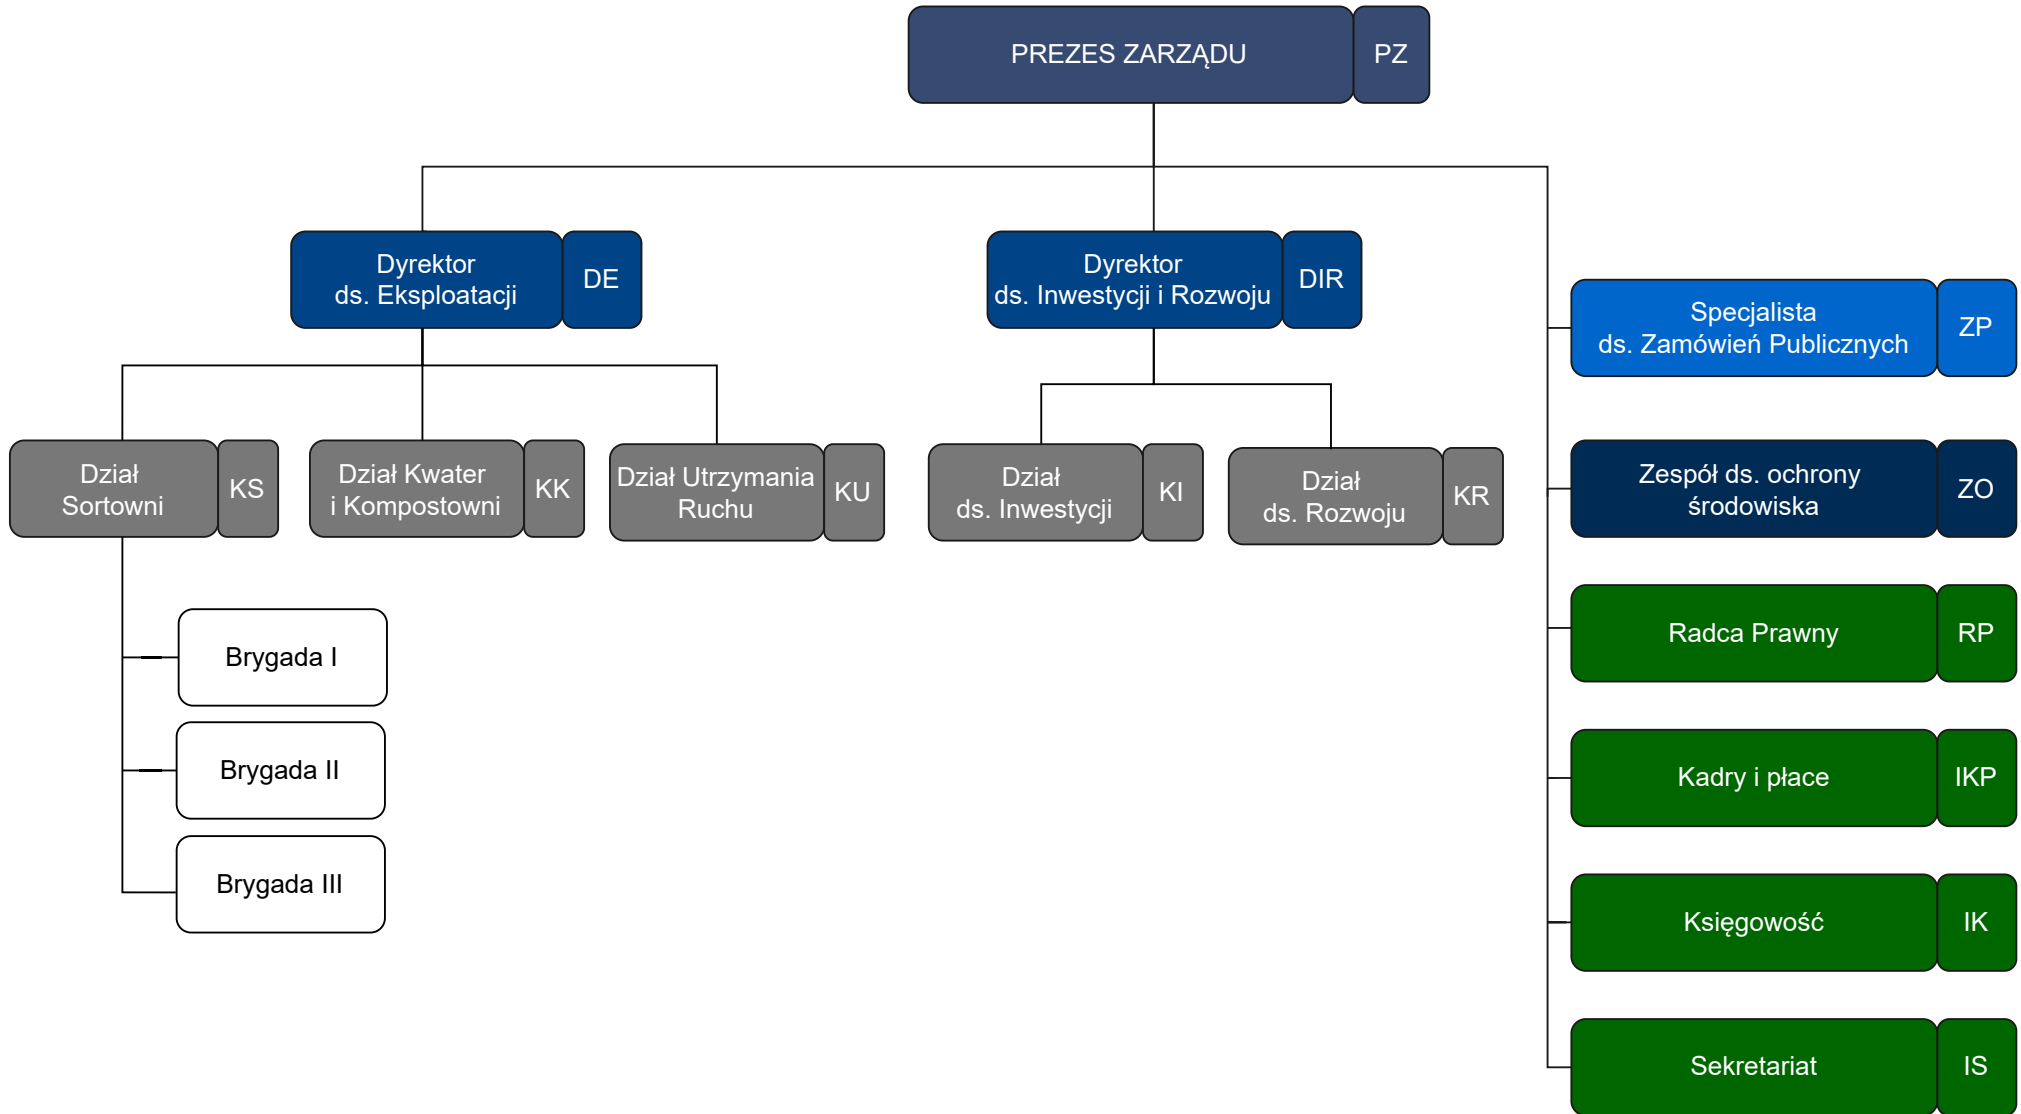 PREZES ZARZĄDU
PZ
Dyrektor
ds. Eksploatacji
DE
Dyrektor
ds. Inwestycji i Rozwoju
DIR
Specjalista
ds. Zamówień Publicznych
ZP
Dział
Sortowni
KS
Dział Kwater
i Kompostowni
KK
Dział Utrzymania
Ruchu
KU
Dział
ds. Inwestycji
KI
Dział
ds. Rozwoju
KR
Zespół ds. ochrony
środowiska
ZO
Brygada I
Radca Prawny
RP
Brygada II
Kadry i płace
IKP
Brygada III
Księgowość
IK
Sekretariat
IS